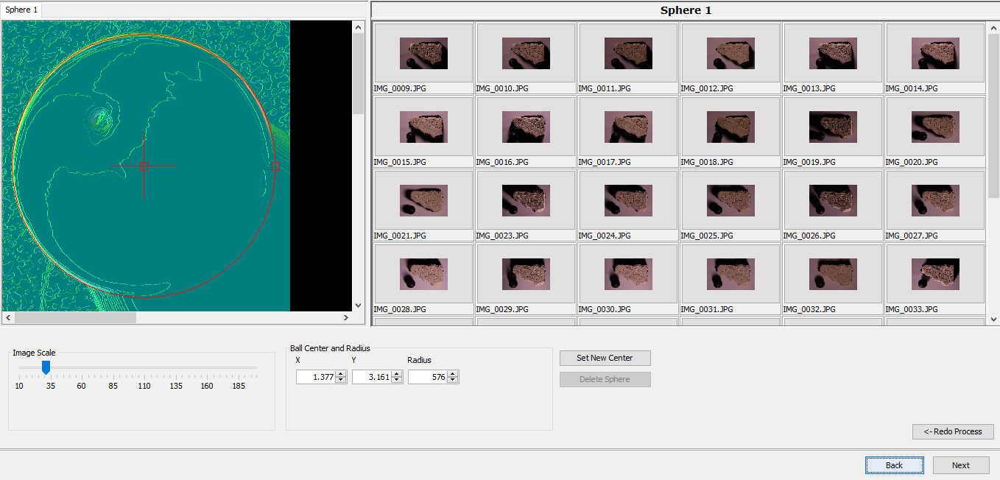 Sphere 1
Sphere 1
IMG_0009.JPG IMG_0010.JPG IMG_0011.JPG IMG_0012.JPG IMG_0013.JPG IMG_0014.JPG
IMG_0015.JPG IMG_0016.JPG IMG_0017.JPG IMG_0018.JPG IMG_0019.JPG IMG_0020.JPG
IMG_0021.JPG IMG_0023.JPG IMG_0024.JPG IMG_0025.JPG IMG_0026.JPG IMG_0027.JPG
IMG_0028.JPG IMG_0029.JPG IMG_0030.JPG IMG_0031.JPG IMG_0032.JPG IMG_0033.JPG
Image Scale
10 35 60 85 110 135 160 185
Ball Center and Radius
X Y Radius
1.377 3.161 576
Set New Center
Delete Sphere
<- Redo Process
Back Next